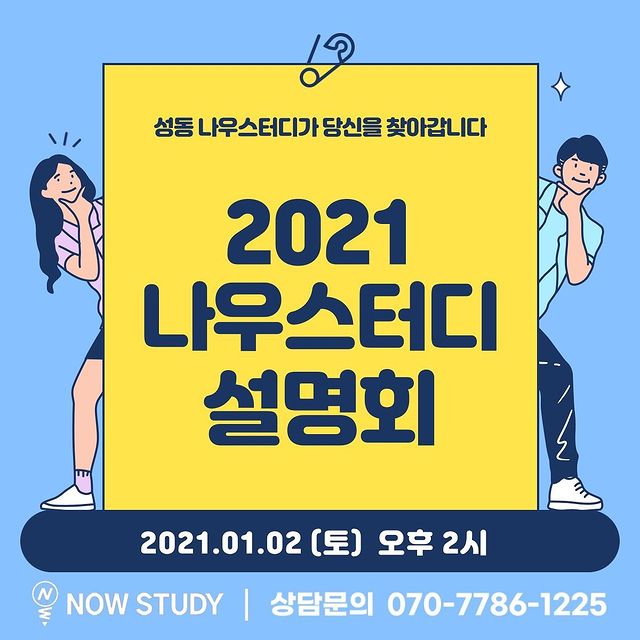 성동 나우스터디가 당신을 찾아갑니다
2021
나우스터디
설명회
2021.01.02 (토) 오후 2시
N NOW STUDY | 상담문의 070-7786-1225